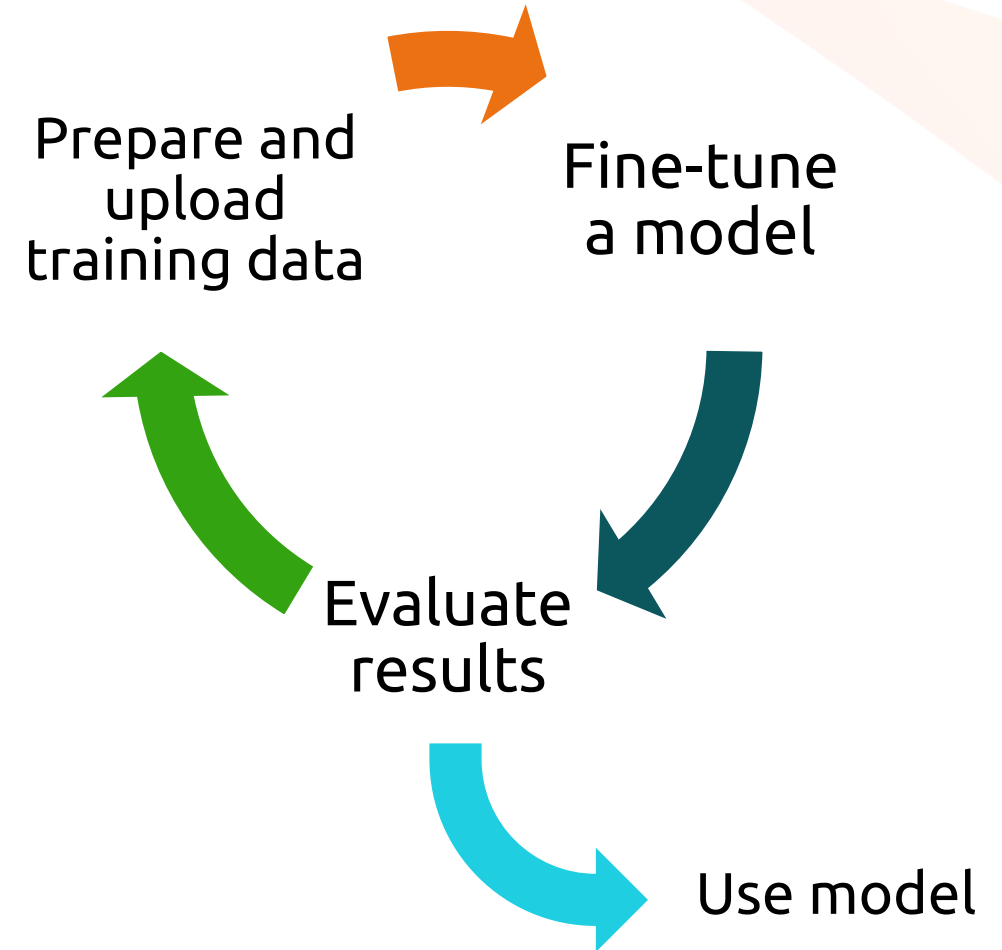 Prepare and
upload
training data
Fine-tune
a model
Evaluate
results
Use model